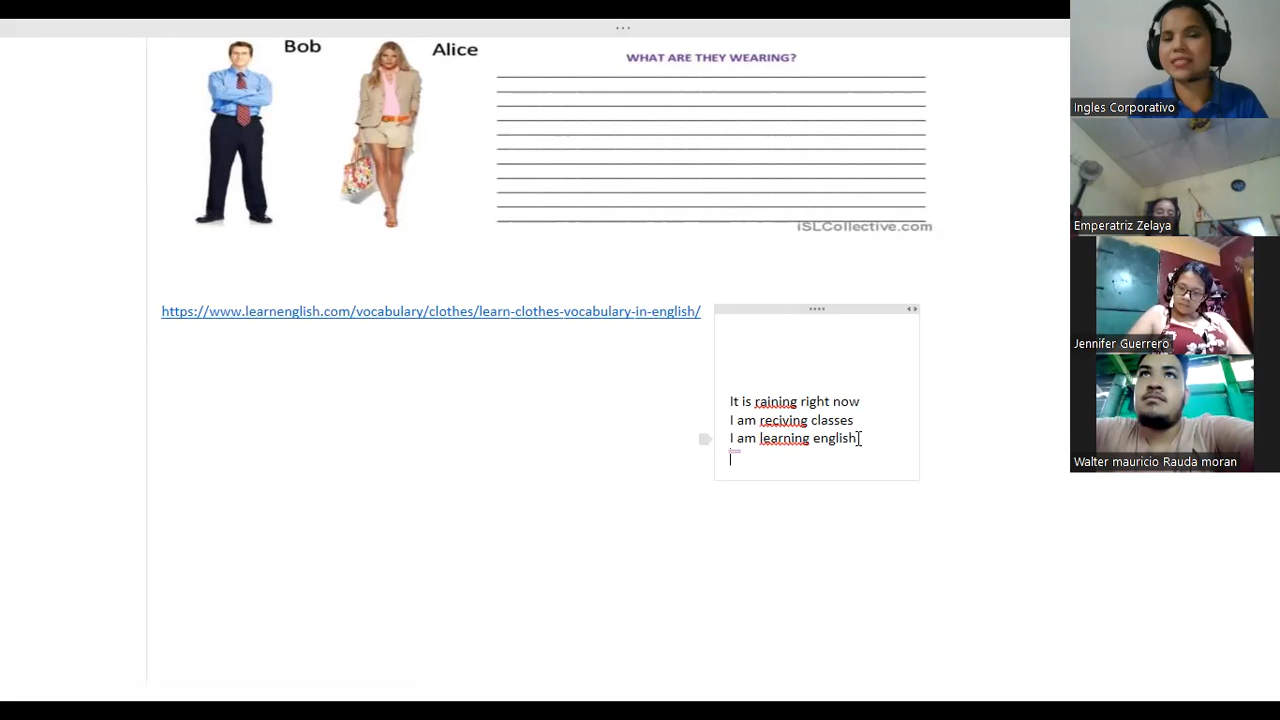 Bob
Alice
WHAT ARE THEY WEARING?
iSLCollective.com
https://www.learnenglish.com/vocabulary/clothes/learn-clothes-vocabulary-in-english/
It is raining right now
I am reciving classes
I am learning english
Ingles Corporativo
Emperatriz Zelaya
Jennifer Guerrero
Walter mauricio Rauda moran